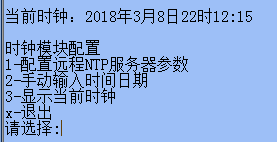 当前时钟：2018年3月8日22时12:15
时钟模块配置
1-配置远程NTP服务器参数
2-手动输入时间日期
3-显示当前时钟
x-退出
请选择: